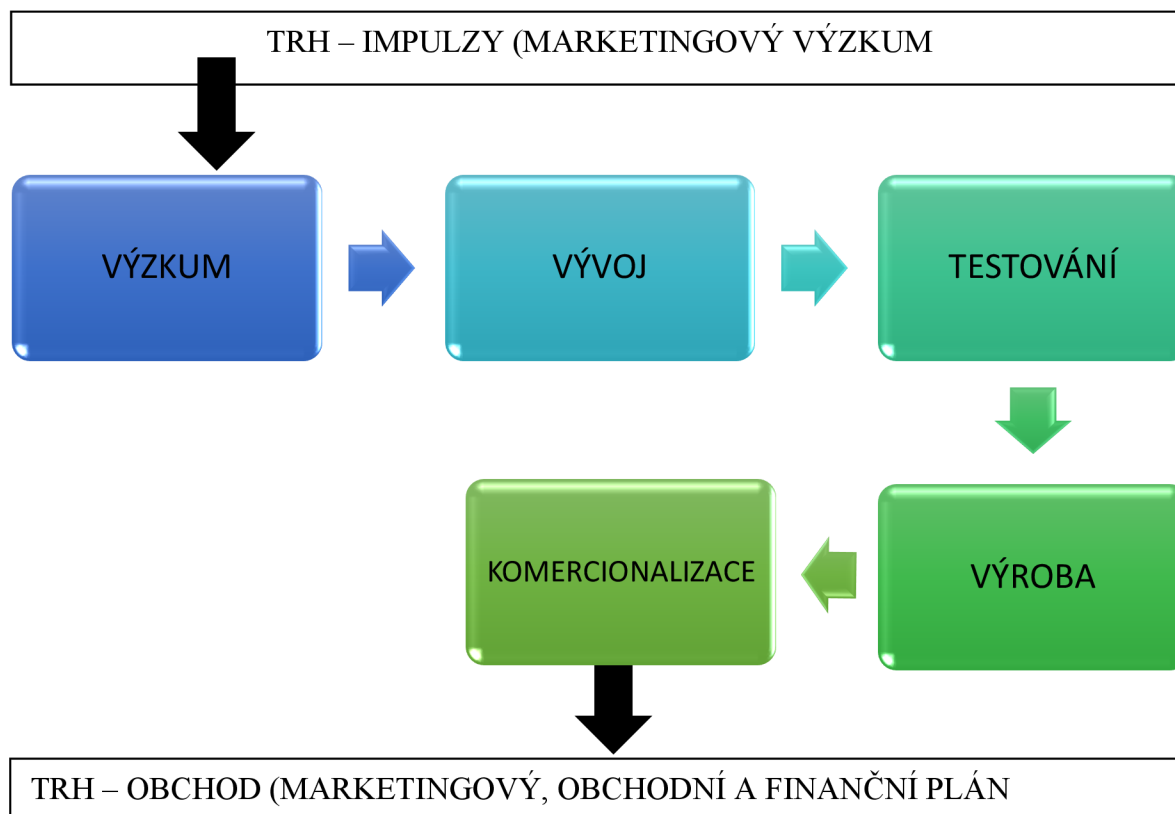 TRH – IMPULZY (MARKETINGOVÝ VÝZKUM
VÝZKUM
VÝVOJ
TESTOVÁNÍ
KOMERCIONALIZACE
VÝROBA
TRH – OBCHOD (MARKETINGOVÝ, OBCHODNÍ A FINANČNÍ PLÁN